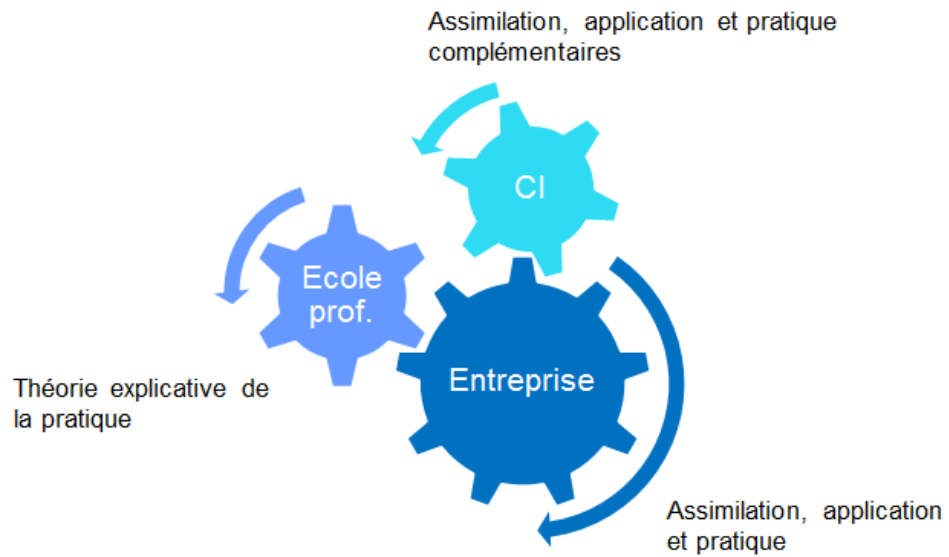 Assimilation, application et pratique
complémentaires
CI
Ecole
prof.
Entreprise
Théorie explicative de
la pratique
Assimilation, application
et pratique